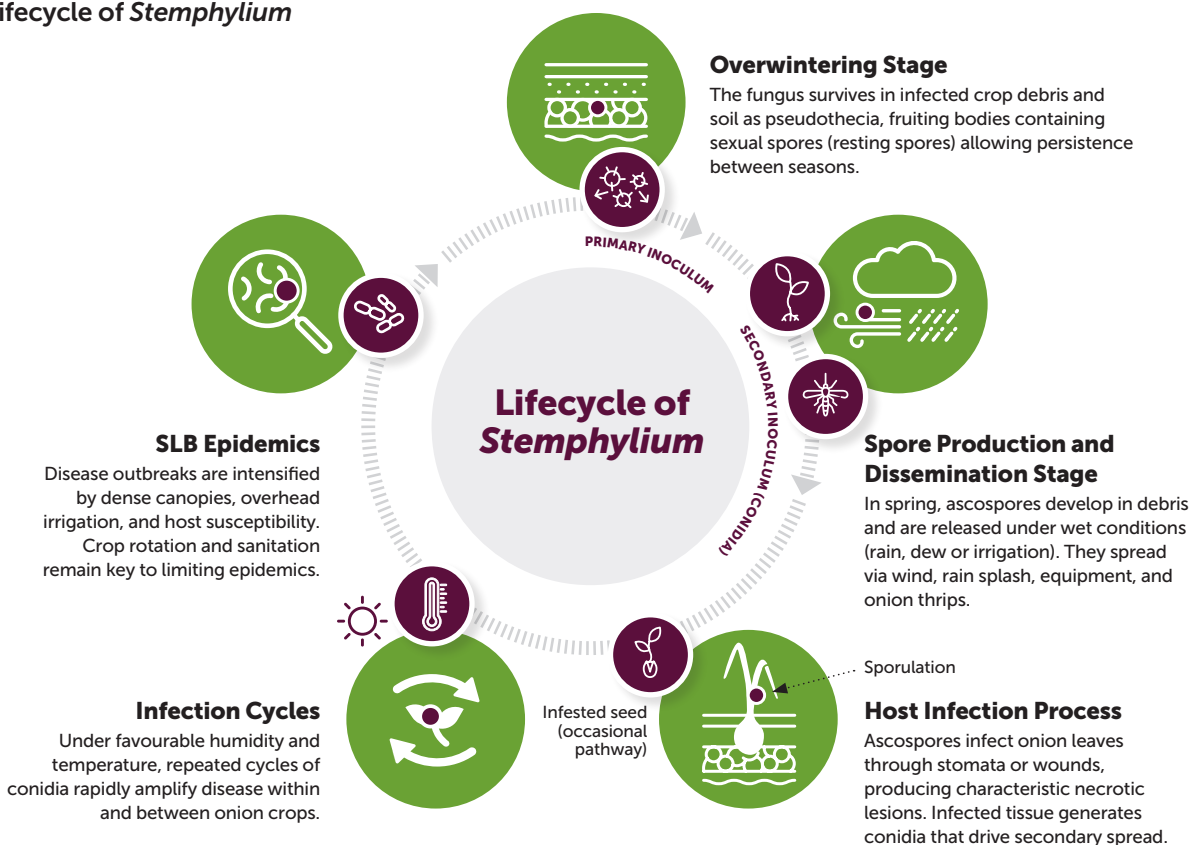 ifecycle of Stemphylium
Overwintering Stage
The fungus survives in infected crop debris and
soil as pseudothecia, fruiting bodies containing
sexual spores (resting spores) allowing persistence
between seasons.
PRIMARY INOCULUM
SECONDARY INOCULUM (CONIDIA)
Lifecycle of
Stemphylium
Spore Production and
Dissemination Stage
In spring, ascospores develop in debris
and are released under wet conditions
(rain, dew or irrigation). They spread
via wind, rain splash, equipment, and
onion thrips.
Sporulation
Host Infection Process
Ascospores infect onion leaves
through stomata or wounds,
producing characteristic necrotic
lesions. Infected tissue generates
conidia that drive secondary spread.
Infested seed
(occasional
pathway)
Infection Cycles
Under favourable humidity and
temperature, repeated cycles of
conidia rapidly amplify disease within
and between onion crops.
SLB Epidemics
Disease outbreaks are intensified
by dense canopies, overhead
irrigation, and host susceptibility.
Crop rotation and sanitation
remain key to limiting epidemics.